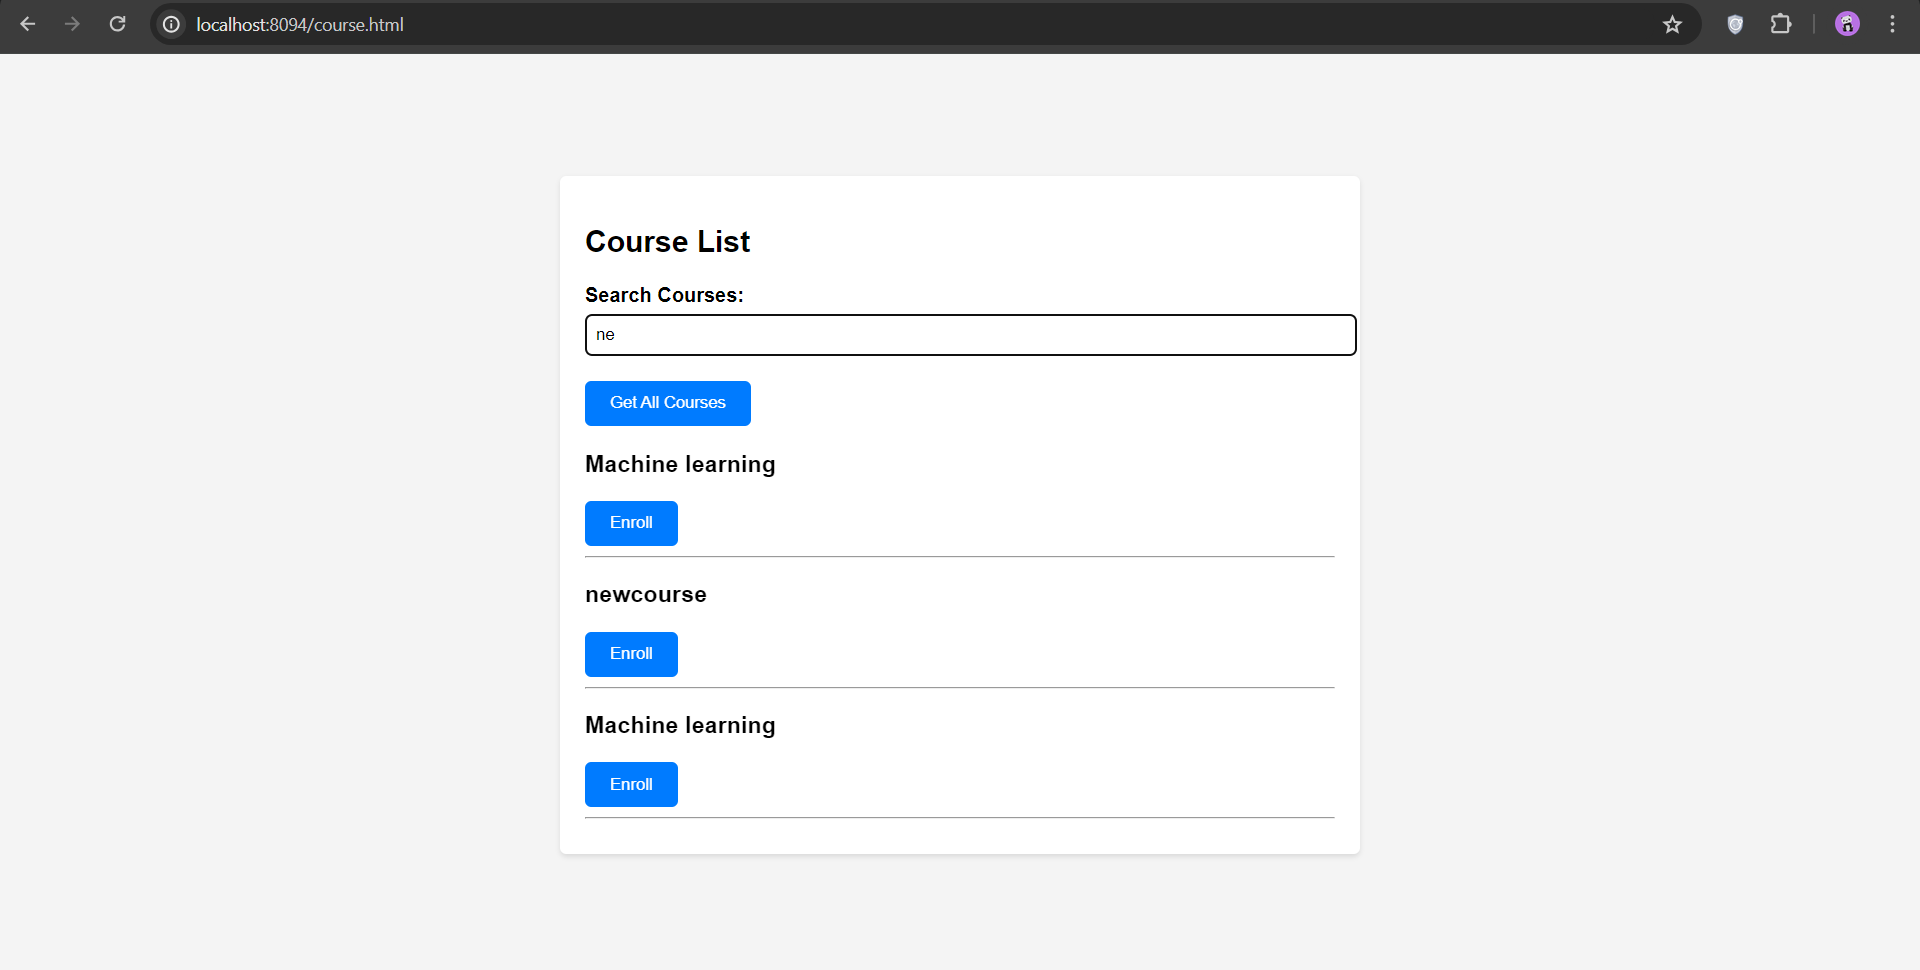 localhost:8094/course.html
Course List
Search Courses:
ne
Get All Courses
Machine learning
Enroll
newcourse
Enroll
Machine learning
Enroll